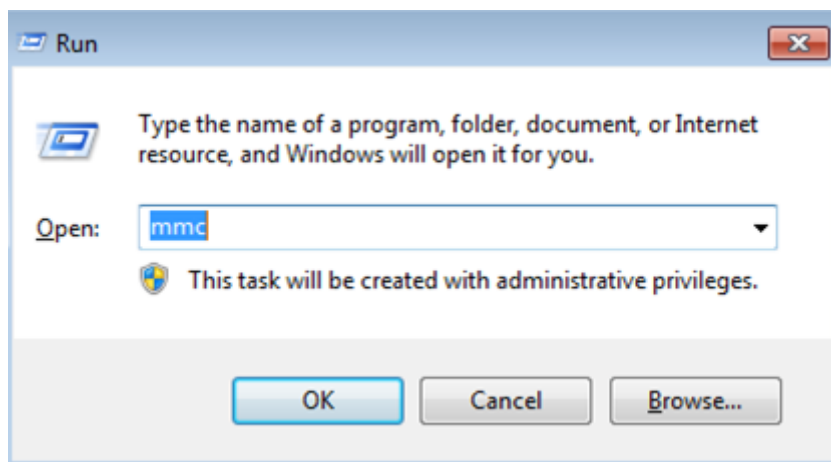 Run
Type the name of a program, folder, document, or Internet
resource, and Windows will open it for you.
Open: mmc
This task will be created with administrative privileges.
OK Cancel Browse...